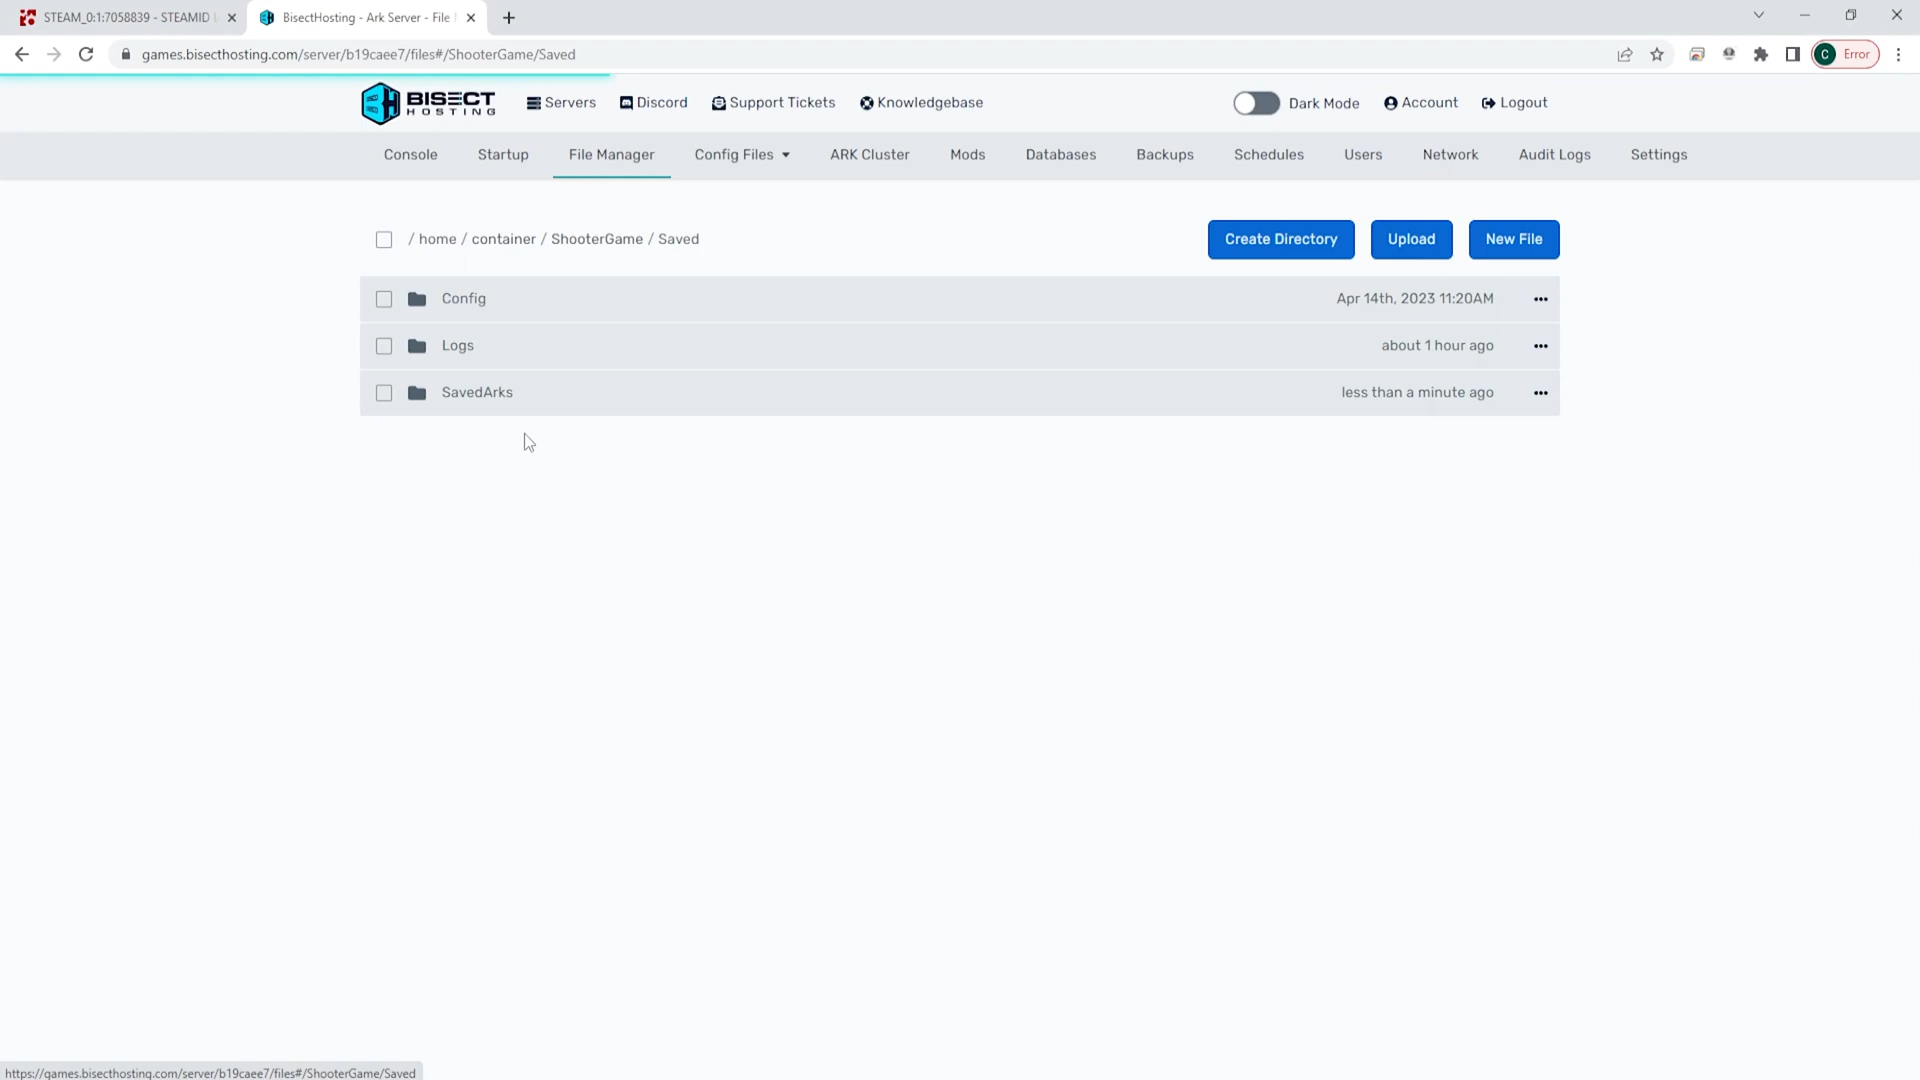 STEAM_0:1:7058839 - STEAMID
BisectHosting - Ark Server - File
games.bisecthosting.com/server/b19caee7/files#/ShooterGame/Saved
C Error
BISECT HOSTING
Servers
Discord
Support Tickets
Knowledgebase
Dark Mode
Account
Logout
Console
Startup
File Manager
Config Files
ARK Cluster
Mods
Databases
Backups
Schedules
Users
Network
Audit Logs
Settings
/ home / container / ShooterGame / Saved
Create Directory
Upload
New File
Config
Apr 14th, 2023 11:20AM
Logs
about 1 hour ago
SavedArks
less than a minute ago
https://games.bisecthosting.com/server/b19caee7/files#/ShooterGame/Saved